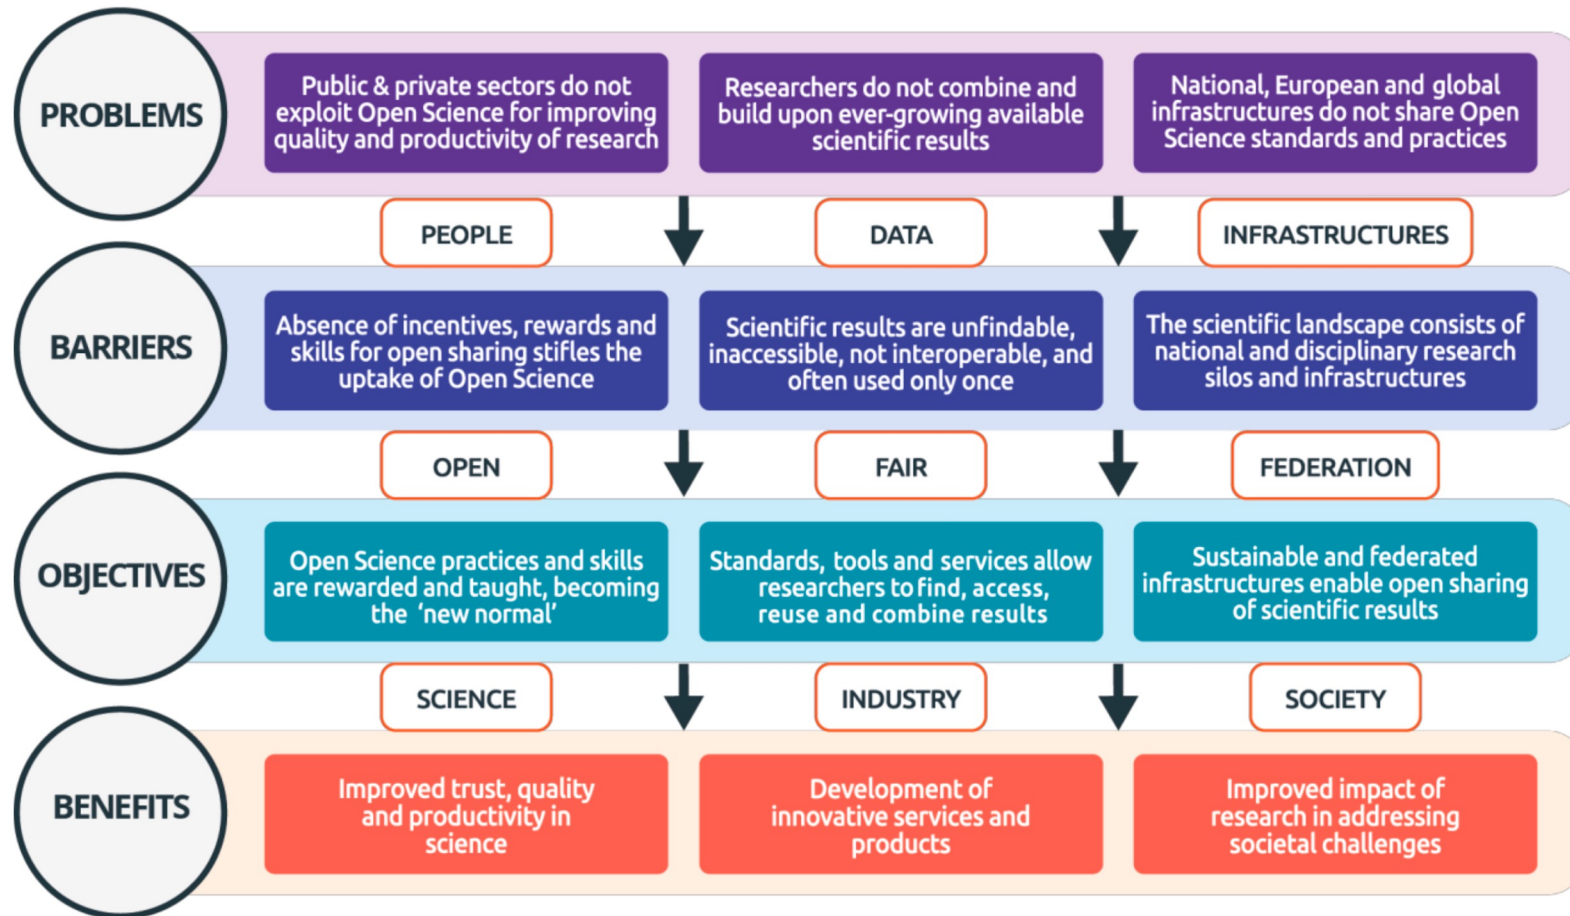 PROBLEMS
Public & private sectors do not
exploit Open Science for improving
quality and productivity of research
Researchers do not combine and
build upon ever-growing available
scientific results
National, European and global
infrastructures do not share Open
Science standards and practices
PEOPLE
DATA
INFRASTRUCTURES
BARRIERS
Absence of incentives, rewards and
skills for open sharing stifles the
uptake of Open Science
Scientific results are unfindable,
inaccessible, not interoperable, and
often used only once
The scientific landscape consists of
national and disciplinary research
silos and infrastructures
OPEN
FAIR
FEDERATION
OBJECTIVES
Open Science practices and skills
are rewarded and taught, becoming
the ‘new normal’
Standards, tools and services allow
researchers to find, access,
reuse and combine results
Sustainable and federated
infrastructures enable open sharing
of scientific results
SCIENCE
INDUSTRY
SOCIETY
BENEFITS
Improved trust, quality
and productivity in
science
Development of
innovative services and
products
Improved impact of
research in addressing
societal challenges